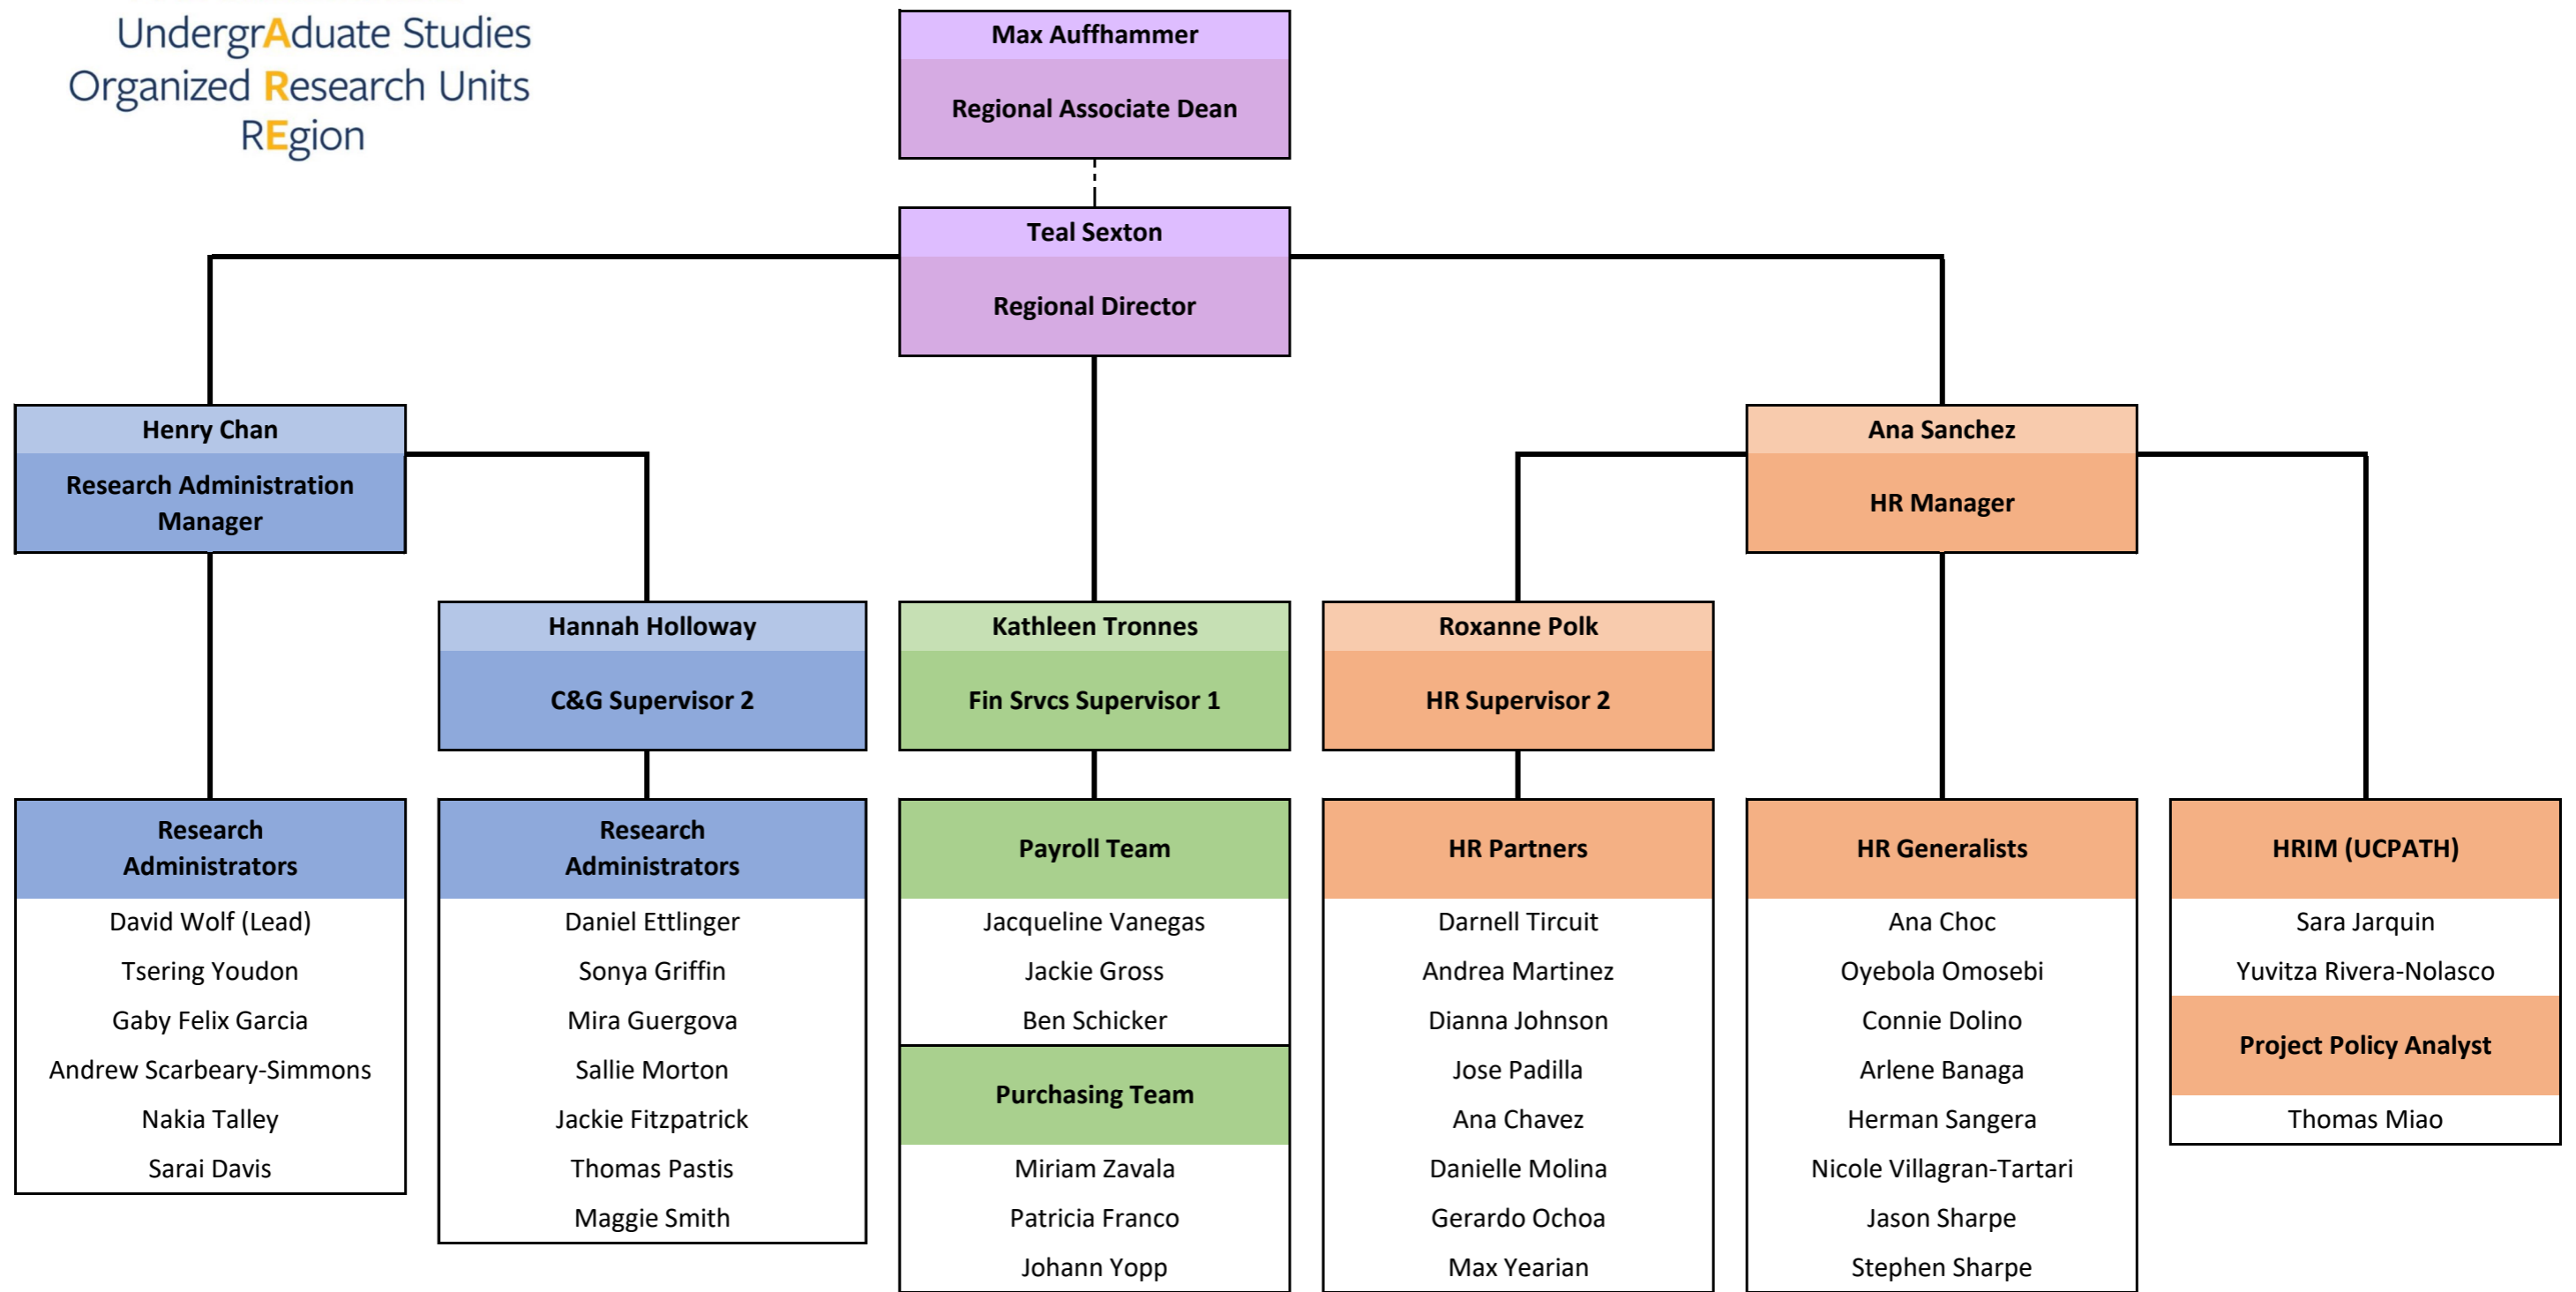 UndergrAduate Studies
Organized Research Units
REgion
Max Auffhammer
Regional Associate Dean
Teal Sexton
Regional Director
Henry Chan
Research Administration
Manager
Ana Sanchez
HR Manager
Hannah Holloway
C&G Supervisor 2
Kathleen Tronnes
Fin Srvcs Supervisor 1
Roxanne Polk
HR Supervisor 2
Research
Administrators
David Wolf (Lead)
Tsering Youdon
Gaby Felix Garcia
Andrew Scarbeary-Simmons
Nakia Talley
Sarai Davis
Research
Administrators
Daniel Ettlinger
Sonya Griffin
Mira Guergova
Sallie Morton
Jackie Fitzpatrick
Thomas Pastis
Maggie Smith
Payroll Team
Jacqueline Vanegas
Jackie Gross
Ben Schicker
Purchasing Team
Miriam Zavala
Patricia Franco
Johann Yopp
HR Partners
Darnell Tircuit
Andrea Martinez
Dianna Johnson
Jose Padilla
Ana Chavez
Danielle Molina
Gerardo Ochoa
Max Yearian
HR Generalists
Ana Choc
Oyebola Omosebi
Connie Dolino
Arlene Banaga
Herman Sangera
Nicole Villagran-Tartari
Jason Sharpe
Stephen Sharpe
HRIM (UCPATH)
Sara Jarquin
Yuvitza Rivera-Nolasco
Project Policy Analyst
Thomas Miao